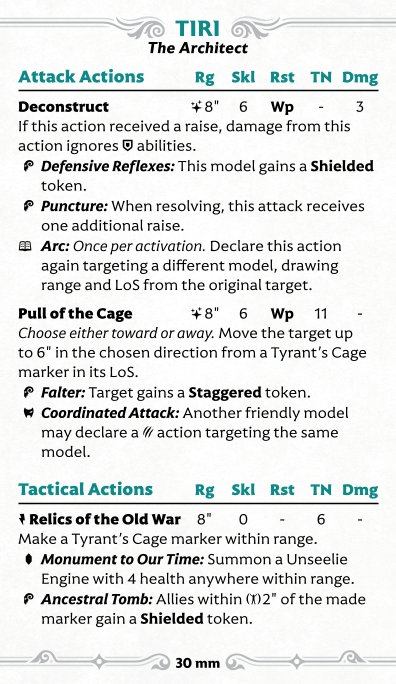 TIRI
The Architect
Attack Actions Rg Skl Rst TN Dmg
Deconstruct 8" 6 Wp - 3
If this action received a raise, damage from this
action ignores abilities.
Defensive Reflexes: This model gains a Shielded
token.
Puncture: When resolving, this attack receives
one additional raise.
Arc: Once per activation. Declare this action
again targeting a different model, drawing
range and LoS from the original target.
Pull of the Cage 8" 6 Wp 11 -
Choose either toward or away. Move the target up
to 6" in the chosen direction from a Tyrant's Cage
marker in its LoS.
Falter: Target gains a Staggered token.
Coordinated Attack: Another friendly model
may declare a action targeting the same
model.
Tactical Actions Rg Skl Rst TN Dmg
Relics of the Old War 8" 0 - 6 -
Make a Tyrant's Cage marker within range.
Monument to Our Time: Summon a Unseelie
Engine with 4 health anywhere within range.
Ancestral Tomb: Allies within 2" of the made
marker gain a Shielded token.
30 mm